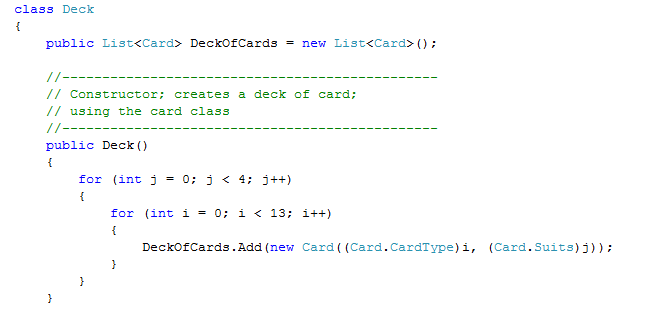 class Deck
{
    public List<Card> DeckOfCards = new List<Card>();

    //-----------------------------------------------
    // Constructor; creates a deck of card;
    // using the card class
    //-----------------------------------------------
    public Deck()
    {
        for (int j = 0; j < 4; j++)
        {
            for (int i = 0; i < 13; i++)
            {
                DeckOfCards.Add(new Card((Card.CardType)i, (Card.Suits)j));
            }
        }
    }